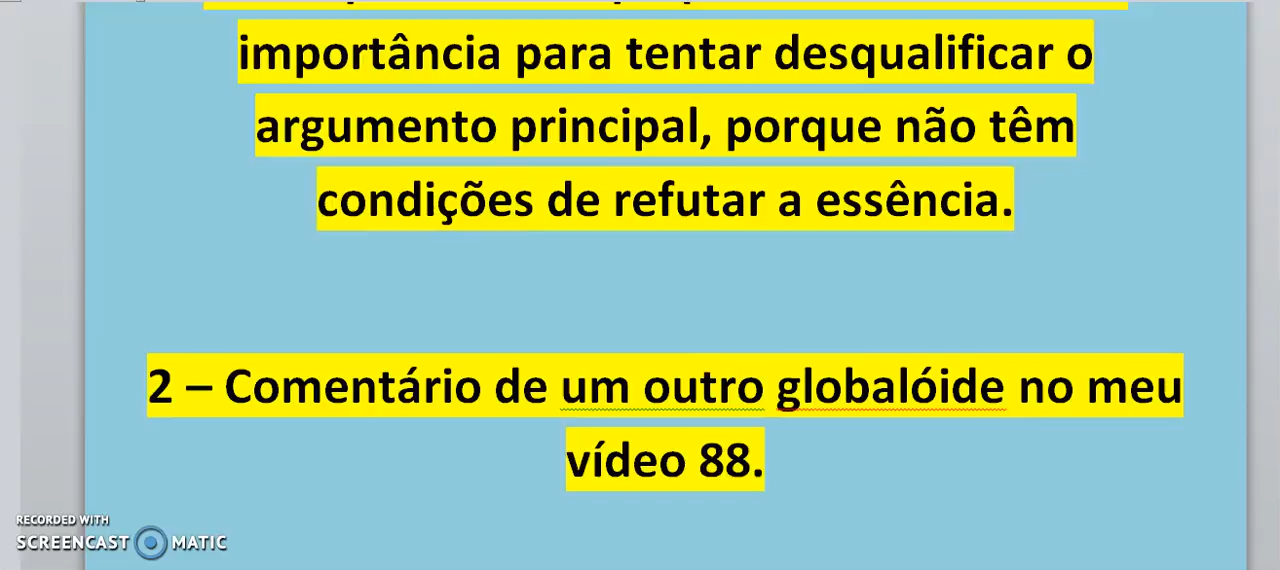 importância para tentar desqualificar o
argumento principal, porque não têm
condições de refutar a essência.
2 – Comentário de um outro globalóide no meu
vídeo 88.
RECORDED WITH
SCREENCAST MATIC